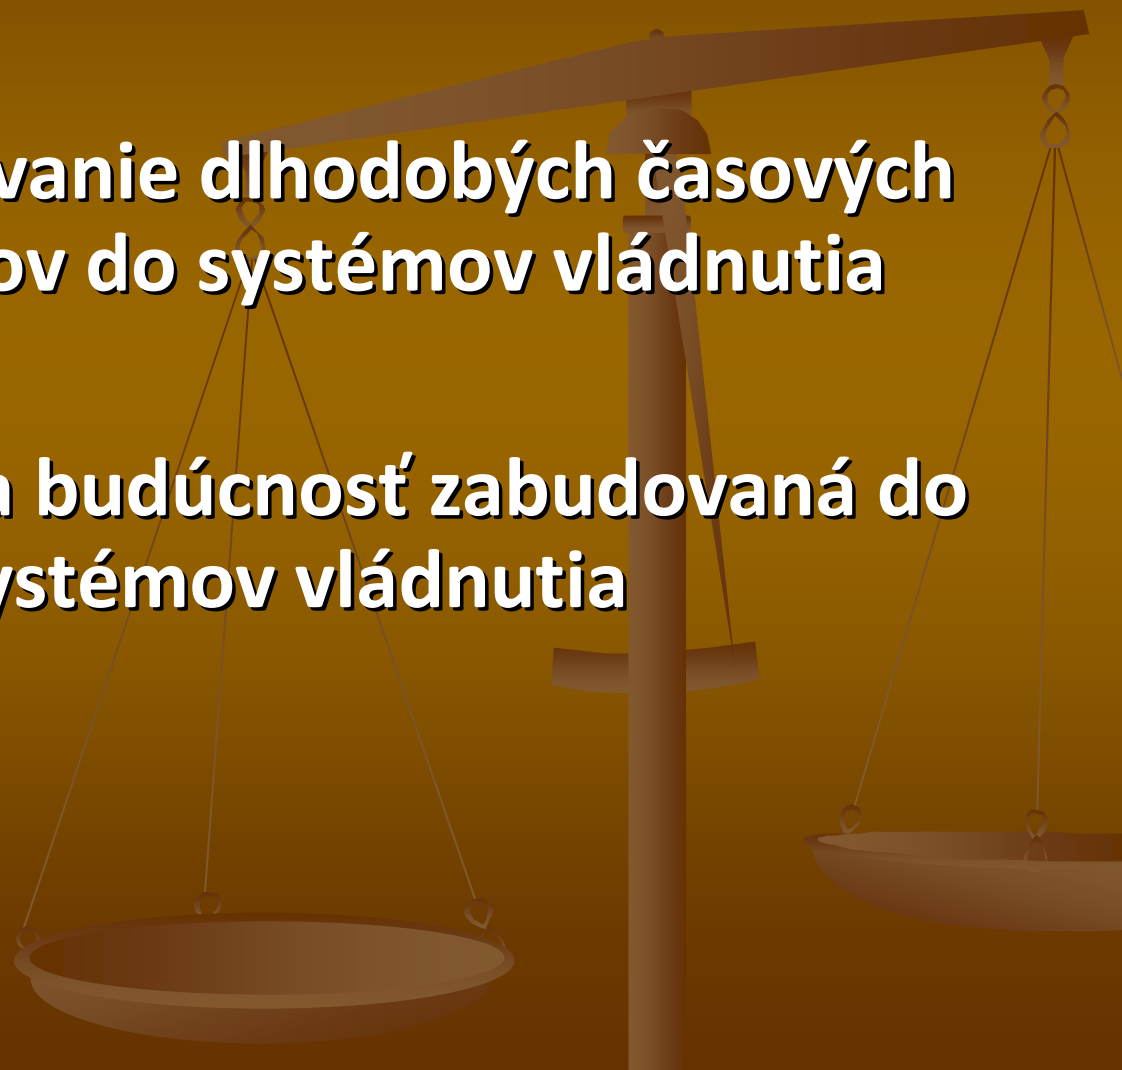 vanie dlhodobých časových
ov do systémov vládnutia
budúcnosť zabudovaná do
ystémov vládnutia